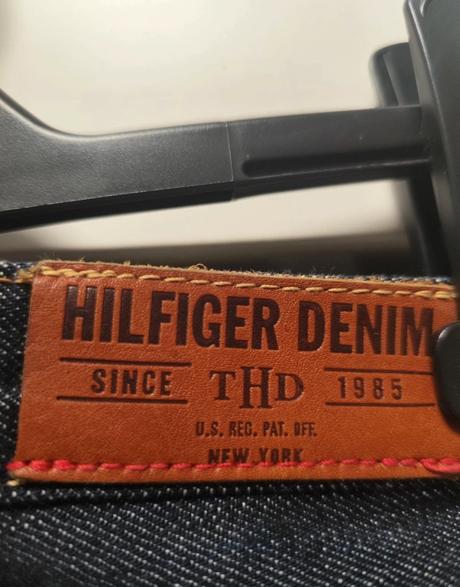 HILFIGER DENIM
SINCE THD 1985
U.S. REG. PAT. OFF.
NEW YORK